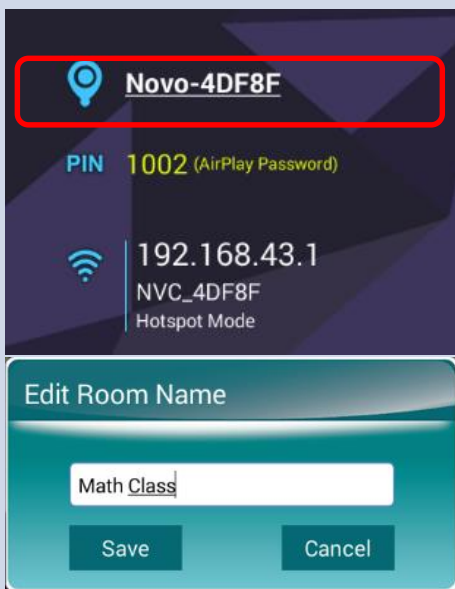 Novo-4DF8F
PIN 1002 (AirPlay Password)
192.168.43.1
NVC_4DF8F
Hotspot Mode
Edit Room Name
Math Class
Save Cancel